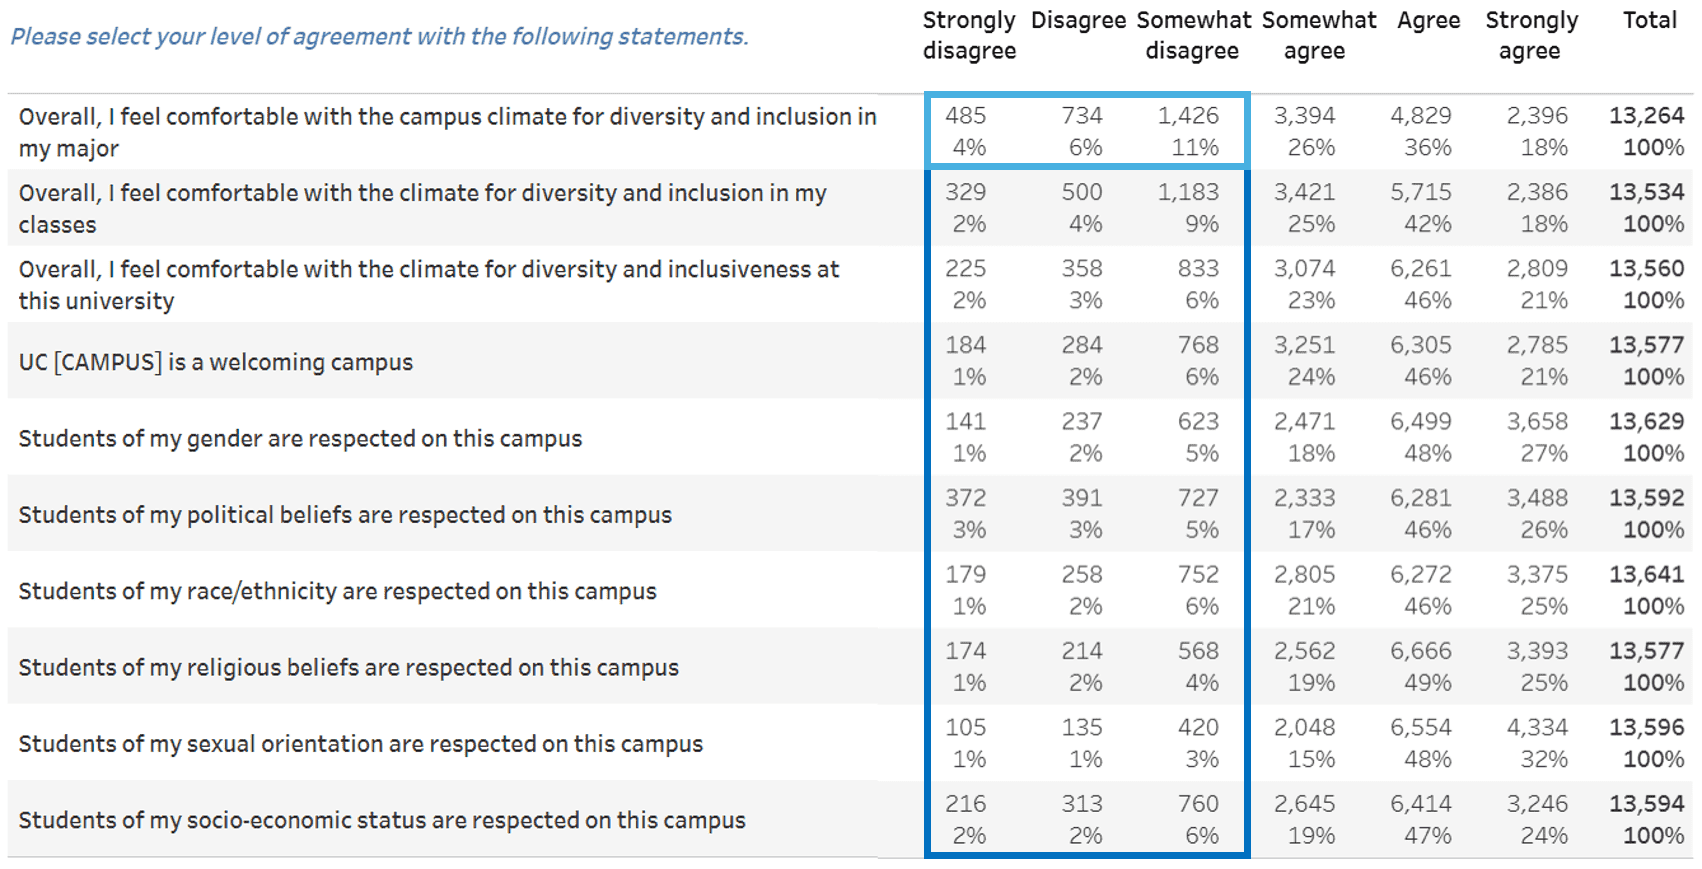 Please select your level of agreement with the following statements.
Strongly disagree Disagree Somewhat disagree Somewhat agree Agree Strongly agree Total
Overall, I feel comfortable with the campus climate for diversity and inclusion in
my major
485 734 1,426 3,394 4,829 2,396 13,264
4% 6% 11% 26% 36% 18% 100%
Overall, I feel comfortable with the climate for diversity and inclusion in my
classes
329 500 1,183 3,421 5,715 2,386 13,534
2% 4% 9% 25% 42% 18% 100%
Overall, I feel comfortable with the climate for diversity and inclusiveness at
this university
225 358 833 3,074 6,261 2,809 13,560
2% 3% 6% 23% 46% 21% 100%
UC [CAMPUS] is a welcoming campus
184 284 768 3,251 6,305 2,785 13,577
1% 2% 6% 24% 46% 21% 100%
Students of my gender are respected on this campus
141 237 623 2,471 6,499 3,658 13,629
1% 2% 5% 18% 48% 27% 100%
Students of my political beliefs are respected on this campus
372 391 727 2,333 6,281 3,488 13,592
3% 3% 5% 17% 46% 26% 100%
Students of my race/ethnicity are respected on this campus
179 258 752 2,805 6,272 3,375 13,641
1% 2% 6% 21% 46% 25% 100%
Students of my religious beliefs are respected on this campus
174 214 568 2,562 6,666 3,393 13,577
1% 2% 4% 19% 49% 25% 100%
Students of my sexual orientation are respected on this campus
105 135 420 2,048 6,554 4,334 13,596
1% 1% 3% 15% 48% 32% 100%
Students of my socio-economic status are respected on this campus
216 313 760 2,645 6,414 3,246 13,594
2% 2% 6% 19% 47% 24% 100%